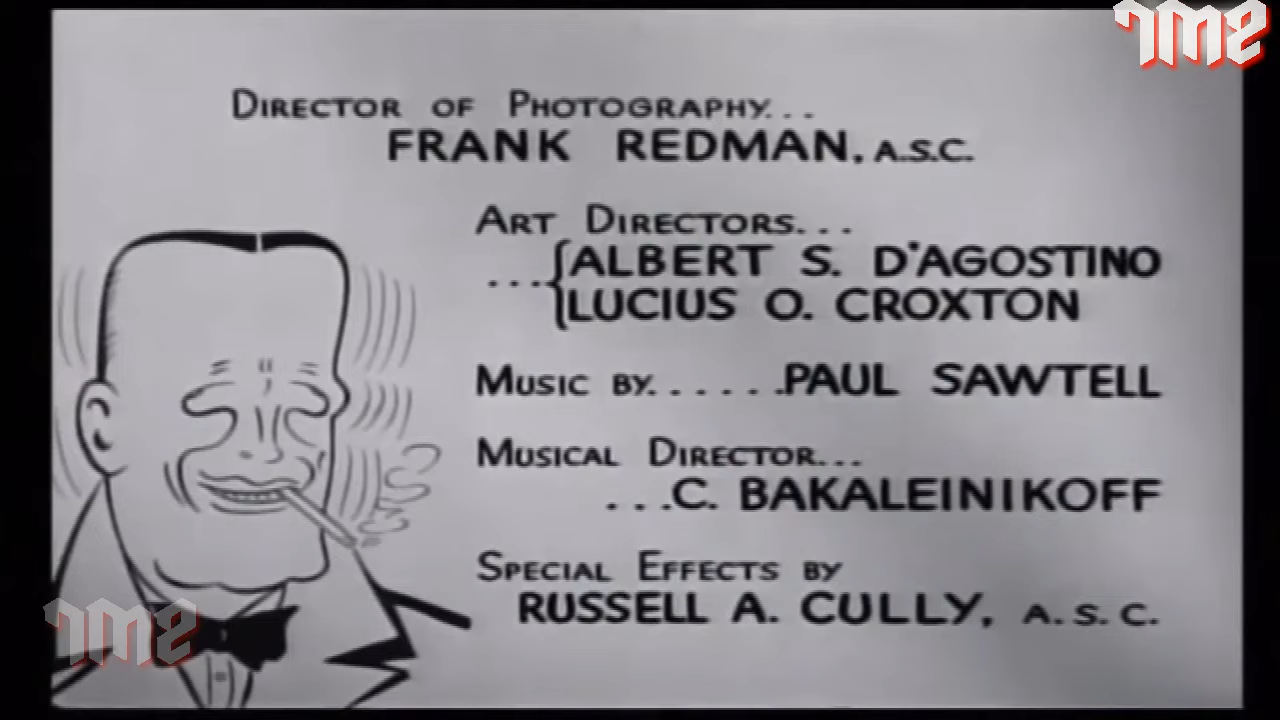 DIRECTOR OF PHOTOGRAPHY...
FRANK REDMAN, A.S.C.
ART DIRECTORS...
...{ALBERT S. D'AGOSTINO
LUCIUS O. CROXTON
MUSIC BY......PAUL SAWTELL
MUSICAL DIRECTOR...
...C. BAKALEINIKOFF
SPECIAL EFFECTS BY
RUSSELL A. CULLY, A.S.C.